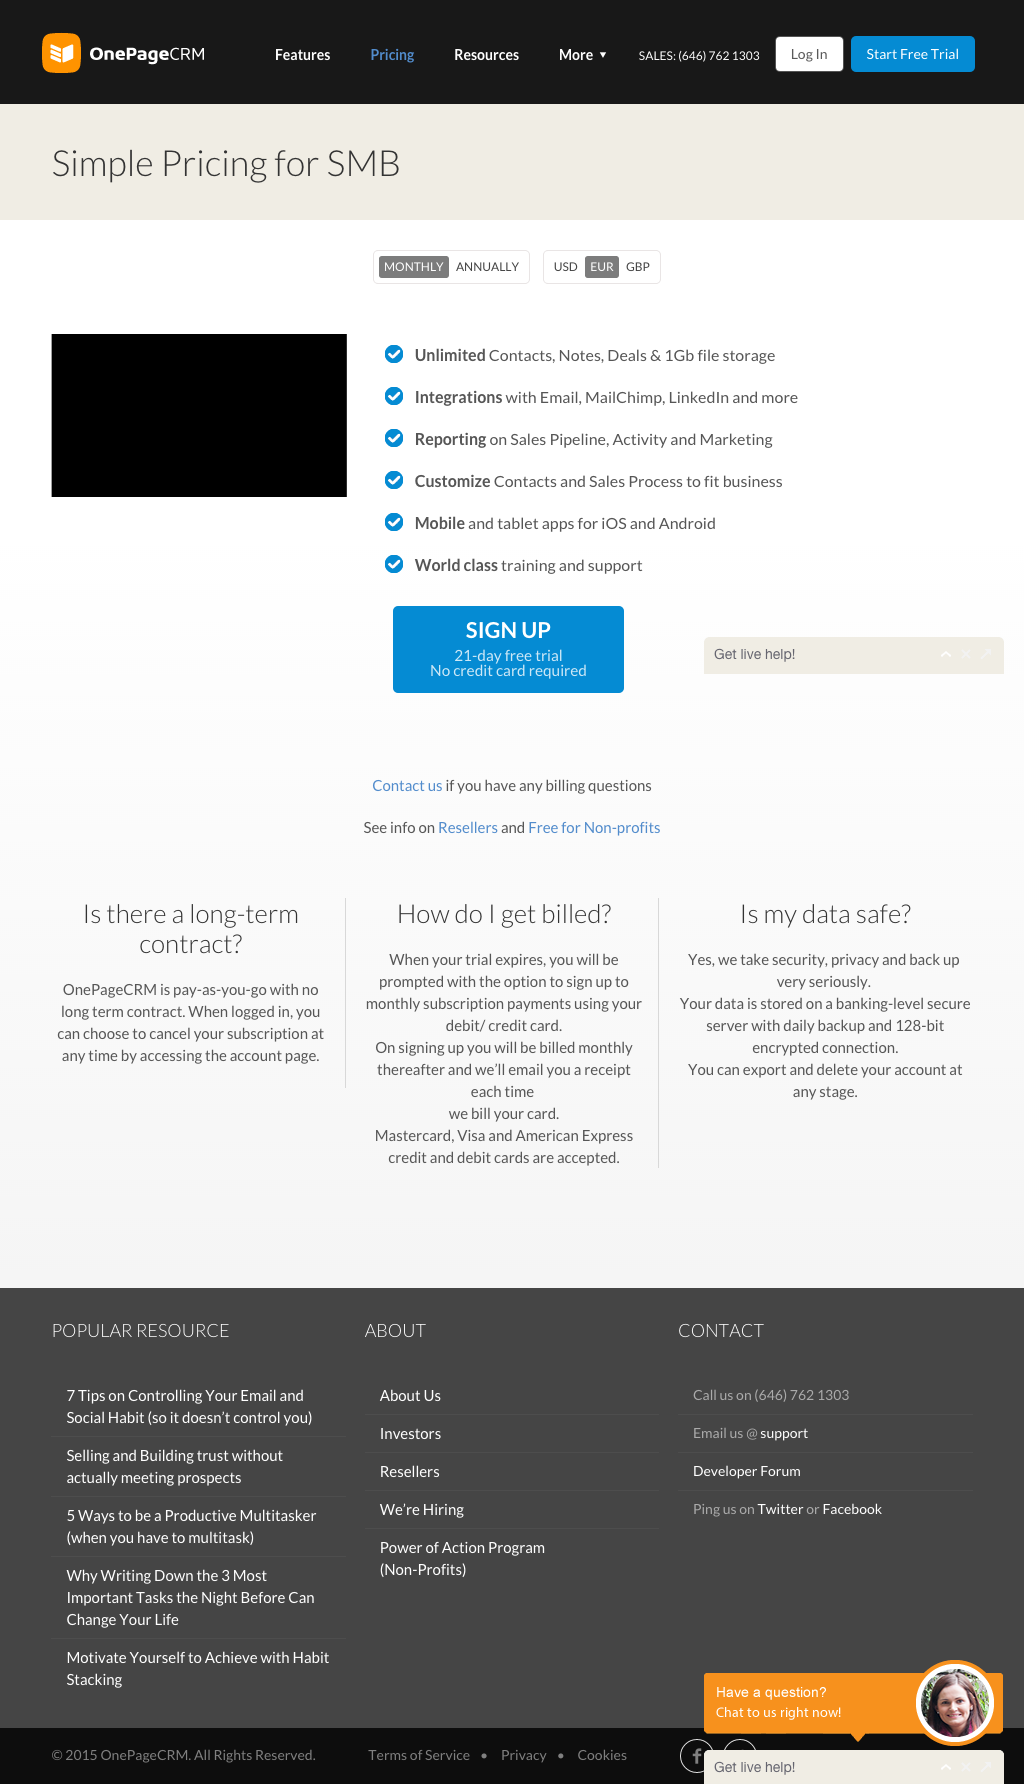 OnePageCRM
Features
Pricing
Resources
More
SALES: (646) 762 1303
Log In
Start Free Trial
Simple Pricing for SMB
MONTHLY ANNUALLY
USD EUR GBP
Unlimited Contacts, Notes, Deals & 1Gb file storage
Integrations with Email, MailChimp, LinkedIn and more
Reporting on Sales Pipeline, Activity and Marketing
Customize Contacts and Sales Process to fit business
Mobile and tablet apps for iOS and Android
World class training and support
SIGN UP
21-day free trial
No credit card required
Get live help!
Contact us if you have any billing questions
See info on Resellers and Free for Non-profits
Is there a long-term
contract?
OnePageCRM is pay-as-you-go with no
long term contract. When logged in, you
can choose to cancel your subscription at
any time by accessing the account page.
How do I get billed?
When your trial expires, you will be
prompted with the option to sign up to
monthly subscription payments using your
debit/ credit card.
On signing up you will be billed monthly
thereafter and we’ll email you a receipt
each time
we bill your card.
Mastercard, Visa and American Express
credit and debit cards are accepted.
Is my data safe?
Yes, we take security, privacy and back up
very seriously.
Your data is stored on a banking-level secure
server with daily backup and 128-bit
encrypted connection.
You can export and delete your account at
any stage.
POPULAR RESOURCE
7 Tips on Controlling Your Email and
Social Habit (so it doesn’t control you)
Selling and Building trust without
actually meeting prospects
5 Ways to be a Productive Multitasker
(when you have to multitask)
Why Writing Down the 3 Most
Important Tasks the Night Before Can
Change Your Life
Motivate Yourself to Achieve with Habit
Stacking
ABOUT
About Us
Investors
Resellers
We’re Hiring
Power of Action Program
(Non-Profits)
CONTACT
Call us on (646) 762 1303
Email us @ support
Developer Forum
Ping us on Twitter or Facebook
Have a question?
Chat to us right now!
© 2015 OnePageCRM. All Rights Reserved.
Terms of Service • Privacy • Cookies
Get live help!